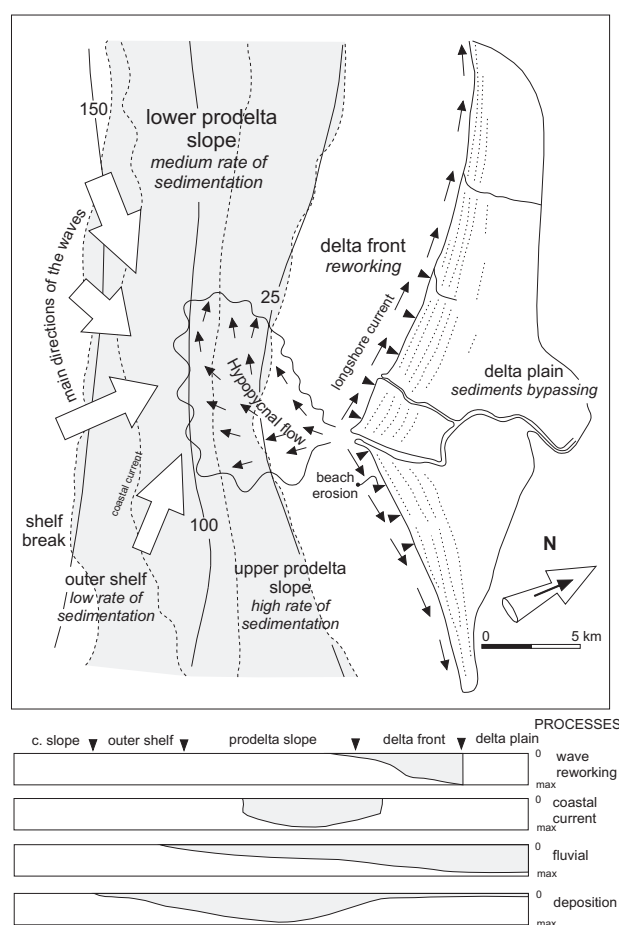 150
lower prodelta
slope
medium rate of
sedimentation
main directions of the waves
delta front
reworking
25
longshore current
Hypopycnal flow
delta plain
sediments bypassing
beach
erosion
coastal current
shelf
break
100
outer shelf
low rate of
sedimentation
upper prodelta
slope
high rate of
sedimentation
N
0 5 km
PROCESSES
c. slope outer shelf prodelta slope delta front delta plain
0
wave
reworking
max
0
coastal
current
max
0
fluvial
max
0
deposition
max